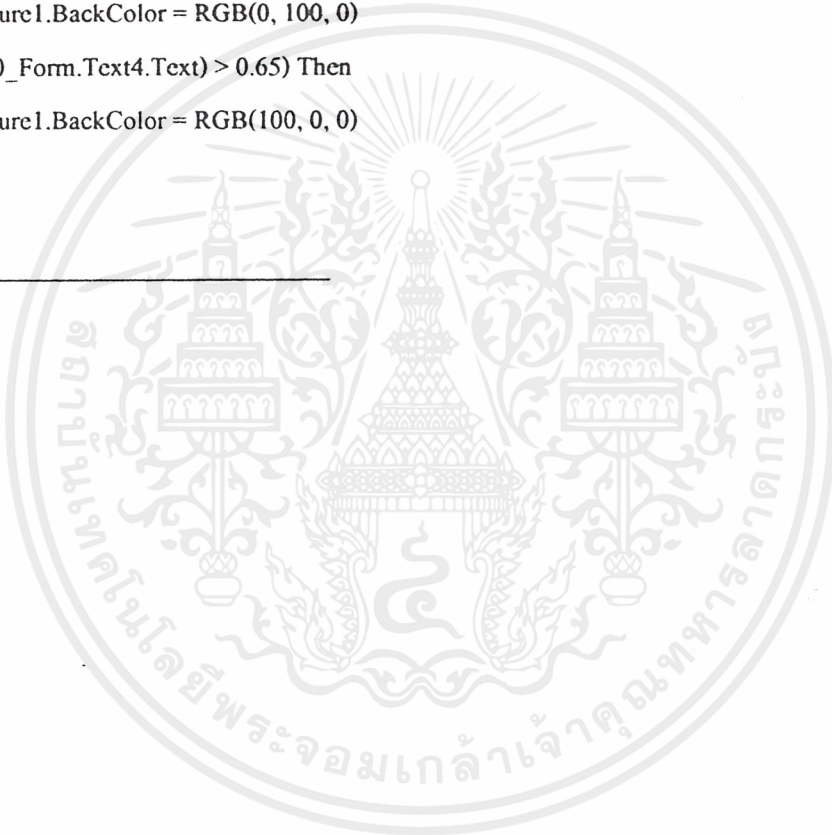 ure1.BackColor = RGB(0, 100, 0)
)_Form.Text4.Text) > 0.65) Then
ure1.BackColor = RGB(100, 0, 0)
สถาบันเทคโนโลยีพระจอมเกล้าเจ้าคุณทหารลาดกระบัง